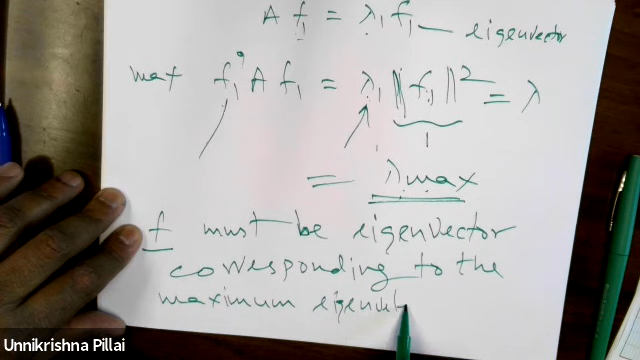 A f₁ = λ₁ f₁ — eigenvector
max f₁* A f₁ = λ₁ ‖f₁‖² = λ
1
= λmax
f must be eigenvector
corresponding to the
maximum eigenval
Unnikrishna Pillai